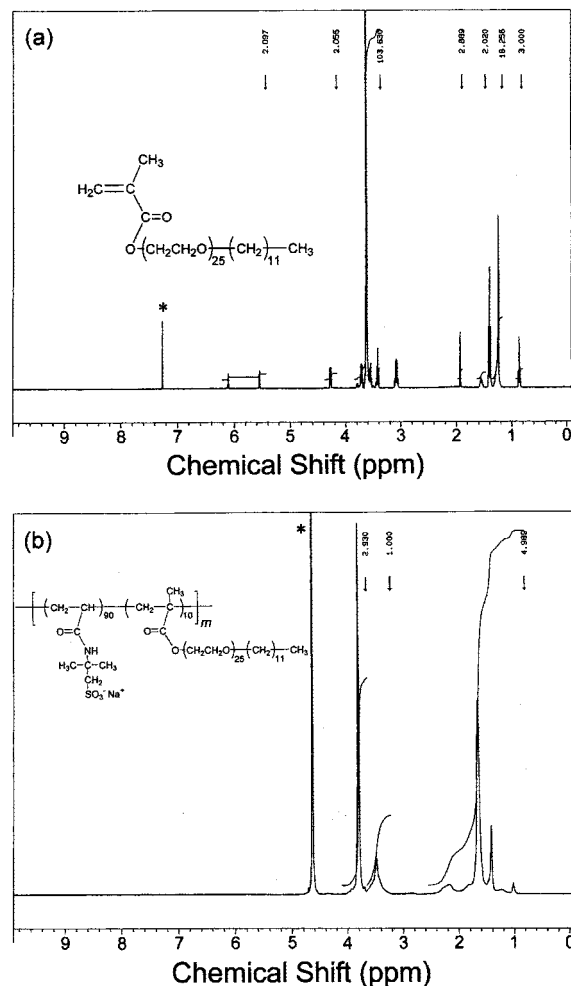 (a)
2.097
2.055
103.630
2.889
2.020
18.256
3.000
CH3
H2C
C=O
O(CH2CH2O)25(CH2)11CH3
*
9 8 7 6 5 4 3 2 1 0
Chemical Shift (ppm)
(b)
*
2.930
1.000
4.989
CH3
(CH2 CH)90 (CH2 C)10 m
O=C C=O
NH O(CH2CH2O)25(CH2)11CH3
H3C C CH3
CH2
SO3-Na+
9 8 7 6 5 4 3 2 1 0
Chemical Shift (ppm)